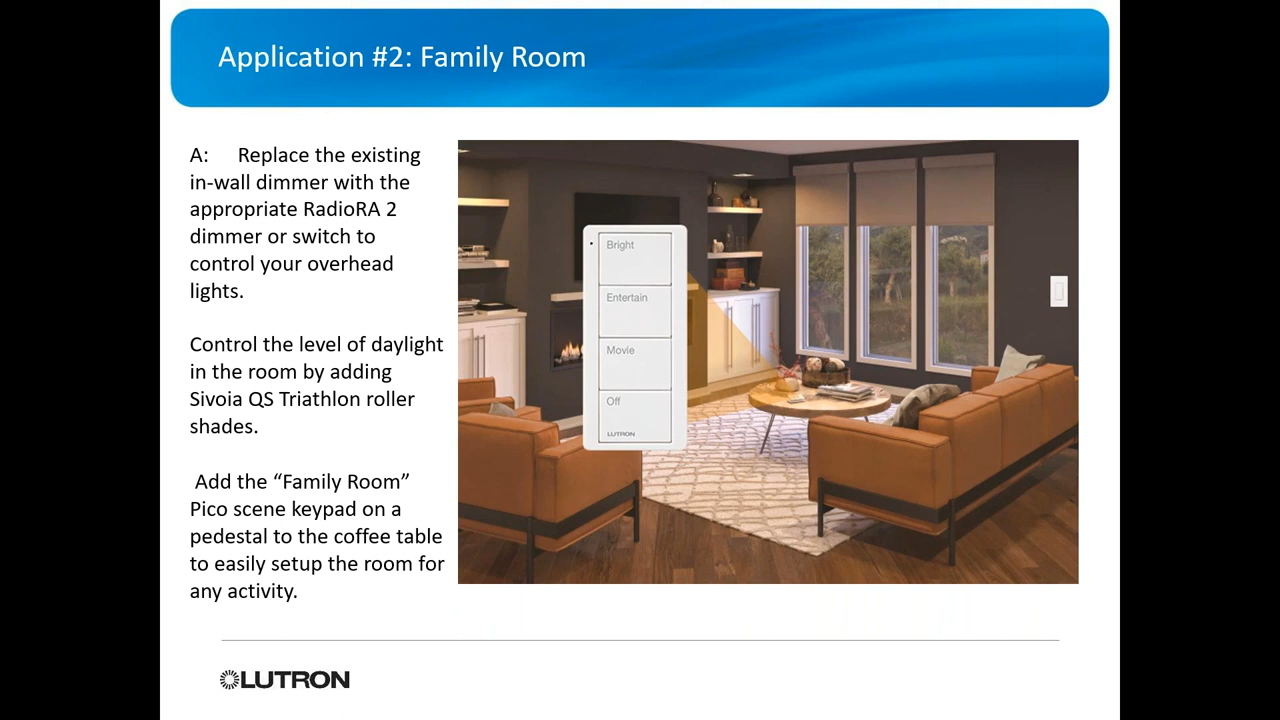 Application #2: Family Room
A: Replace the existing
in-wall dimmer with the
appropriate RadioRA 2
dimmer or switch to
control your overhead
lights.
Control the level of daylight
in the room by adding
Sivoia QS Triathlon roller
shades.
Add the “Family Room”
Pico scene keypad on a
pedestal to the coffee table
to easily setup the room for
any activity.
Bright
Entertain
Movie
Off
LUTRON
LUTRON